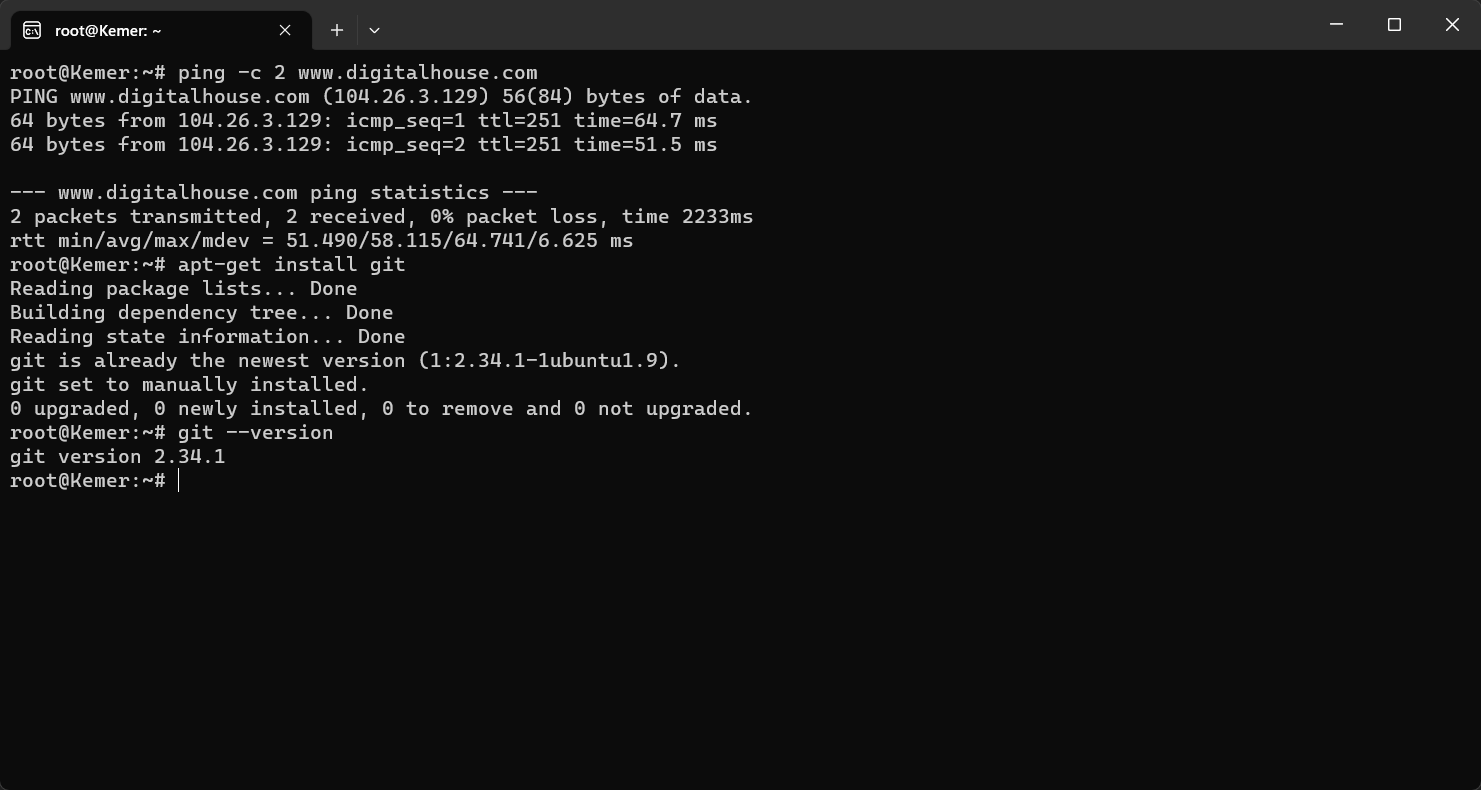 root@Kemer: ~
root@Kemer:~# ping -c 2 www.digitalhouse.com
PING www.digitalhouse.com (104.26.3.129) 56(84) bytes of data.
64 bytes from 104.26.3.129: icmp_seq=1 ttl=251 time=64.7 ms
64 bytes from 104.26.3.129: icmp_seq=2 ttl=251 time=51.5 ms
--- www.digitalhouse.com ping statistics ---
2 packets transmitted, 2 received, 0% packet loss, time 2233ms
rtt min/avg/max/mdev = 51.490/58.115/64.741/6.625 ms
root@Kemer:~# apt-get install git
Reading package lists... Done
Building dependency tree... Done
Reading state information... Done
git is already the newest version (1:2.34.1-1ubuntu1.9).
git set to manually installed.
0 upgraded, 0 newly installed, 0 to remove and 0 not upgraded.
root@Kemer:~# git --version
git version 2.34.1
root@Kemer:~#